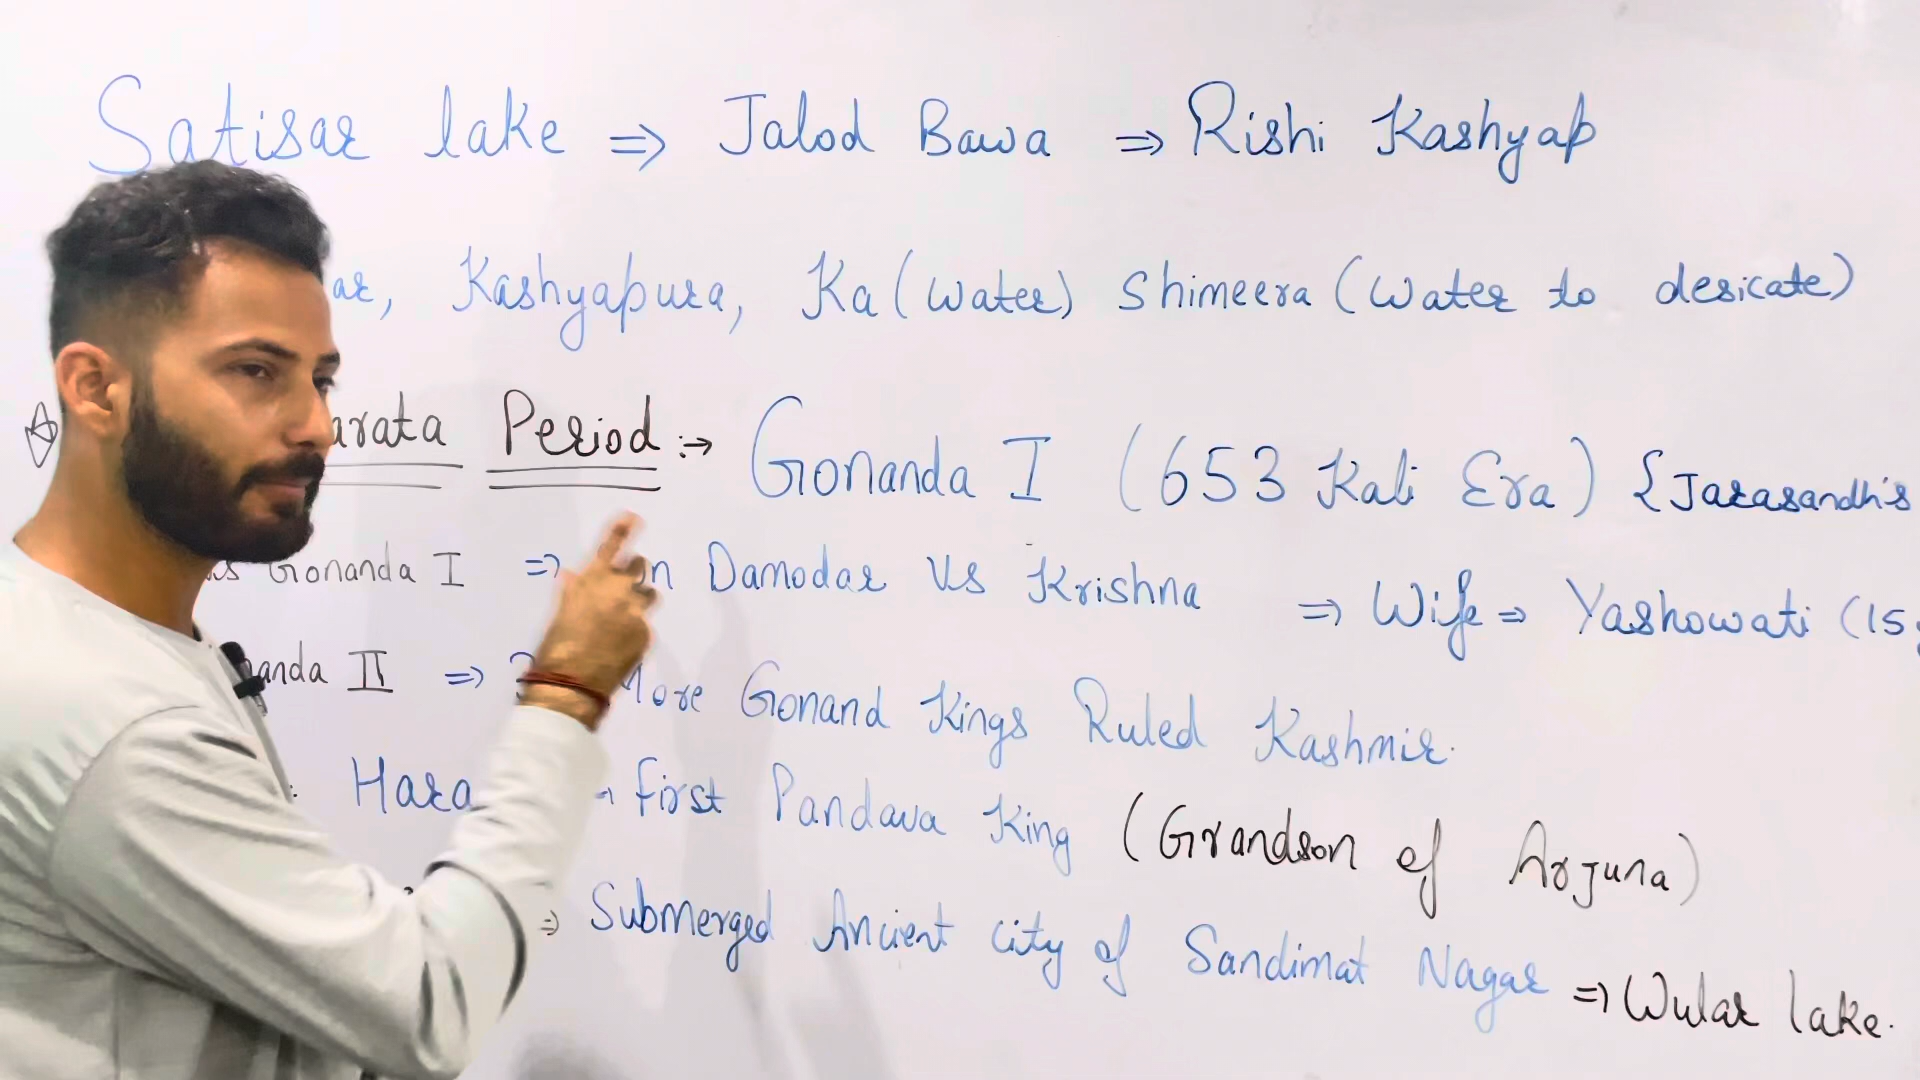 Satisar lake ⇒ Jalod Bawa ⇒ Rishi Kashyap
ar, Kashyapura, Ka (Water) Shimeera (Water to desicate)
arata Period :→ Gonanda I (653 Kali Era) {Jarasandh's
Gonanda I ⇒ Damodar Vs Krishna ⇒ Wife ⇒ Yashowati (15
anda II ⇒ More Gonand Kings Ruled Kashmir.
Hara First Pandava King (Grandson of Arjuna)
⇒ Submerged Ancient city of Sandimat Nagar ⇒ Wular lake.